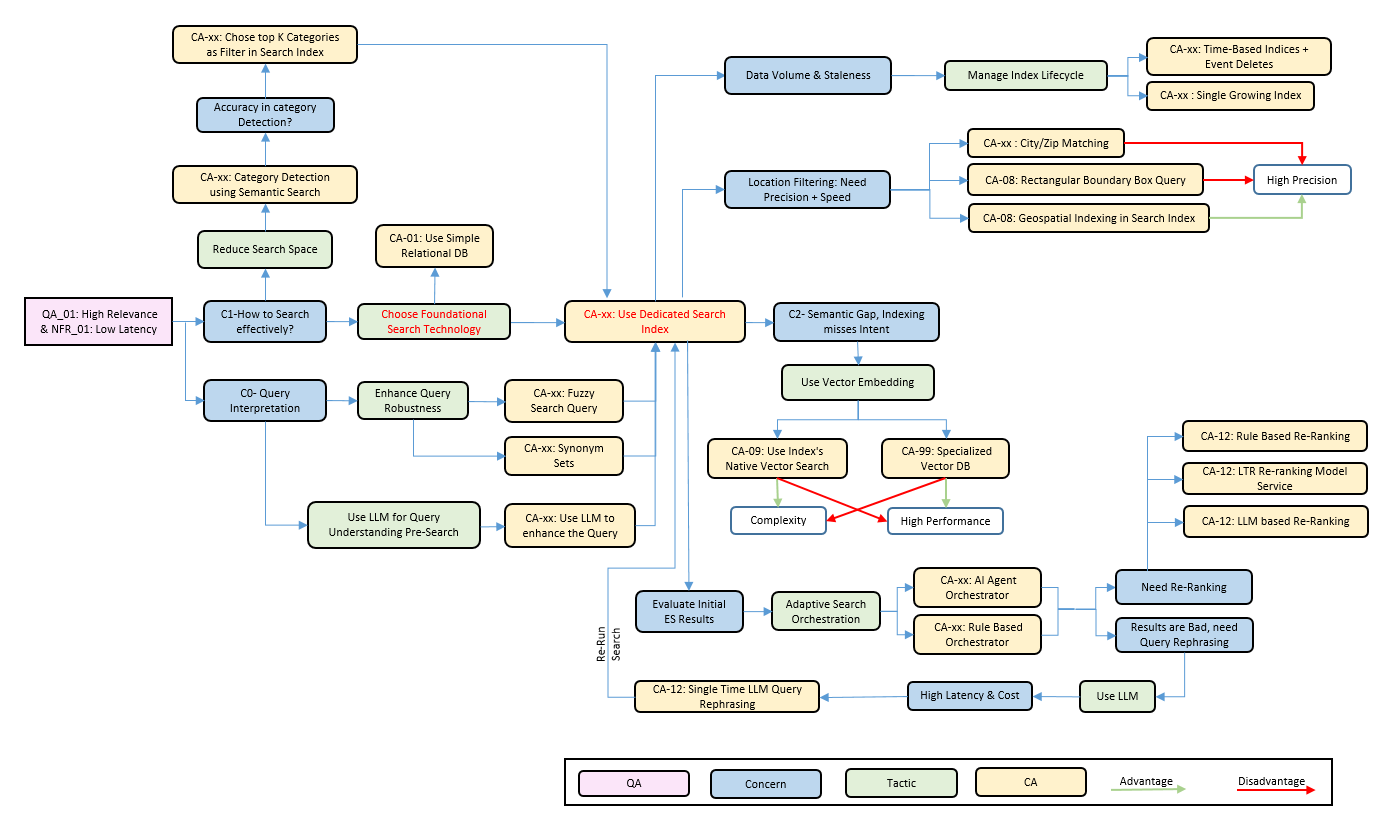 CA-xx: Chose top K Categories
as Filter in Search Index
Accuracy in category
Detection?
CA-xx: Category Detection
using Semantic Search
Reduce Search Space
CA-01: Use Simple
Relational DB
QA_01: High Relevance
& NFR_01: Low Latency
C1-How to Search
effectively?
Choose Foundational
Search Technology
CA-xx: Use Dedicated Search
Index
C0- Query
Interpretation
Enhance Query
Robustness
CA-xx: Fuzzy
Search Query
CA-xx: Synonym
Sets
Use LLM for Query
Understanding Pre-Search
CA-xx: Use LLM to
enhance the Query
Data Volume & Staleness
Manage Index Lifecycle
CA-xx: Time-Based Indices +
Event Deletes
CA-xx : Single Growing Index
Location Filtering: Need
Precision + Speed
CA-xx : City/Zip Matching
CA-08: Rectangular Boundary Box Query
CA-08: Geospatial Indexing in Search Index
High Precision
C2- Semantic Gap, Indexing
misses Intent
Use Vector Embedding
CA-09: Use Index's
Native Vector Search
CA-99: Specialized
Vector DB
Complexity
High Performance
CA-12: Rule Based Re-Ranking
CA-12: LTR Re-ranking Model
Service
CA-12: LLM based Re-Ranking
Evaluate Initial
ES Results
Adaptive Search
Orchestration
CA-xx: AI Agent
Orchestrator
CA-xx: Rule Based
Orchestrator
Need Re-Ranking
Results are Bad, need
Query Rephrasing
Use LLM
High Latency & Cost
CA-12: Single Time LLM Query
Rephrasing
Re-Run
Search
QA
Concern
Tactic
CA
Advantage
Disadvantage